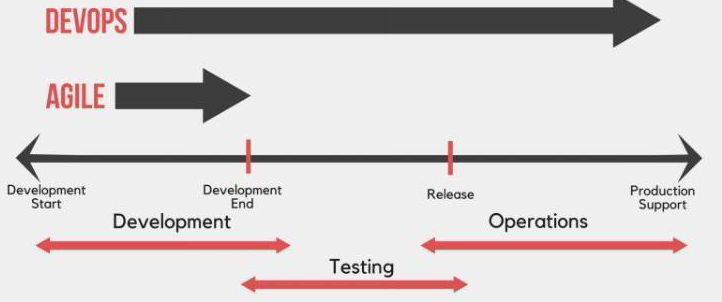 DEVOPS
AGILE
Development
Start
Development
End
Release
Production
Support
Development
Operations
Testing